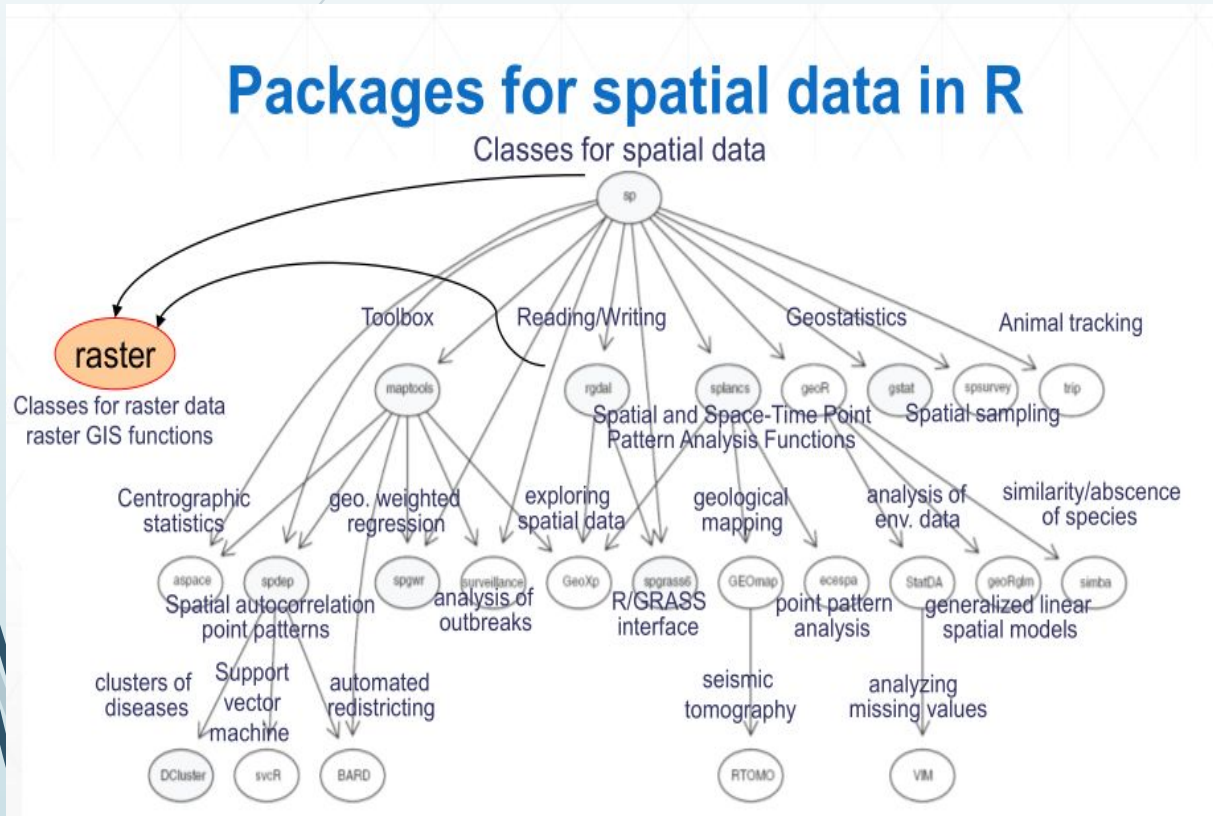 Packages for spatial data in R
Classes for spatial data
sp
Toolbox
Reading/Writing
Geostatistics
Animal tracking
raster
Classes for raster data
raster GIS functions
maptools
rgdal
splancs
geoR
gstat
spsurvey
trip
Spatial and Space-Time Point
Pattern Analysis Functions
Spatial sampling
Centrographic
statistics
geo. weighted
regression
exploring
spatial data
geological
mapping
analysis of
env. data
similarity/abscence
of species
aspace
spdep
spgwr
surveillance
GeoXp
spgrass6
GEOmap
ecespa
StatDA
geoRglm
simba
Spatial autocorrelation
point patterns
analysis of
outbreaks
R/GRASS
interface
point pattern
analysis
generalized linear
spatial models
clusters of
diseases
Support
vector
machine
automated
redistricting
seismic
tomography
analyzing
missing values
DCluster
svcR
BARD
RTOMO
VIM